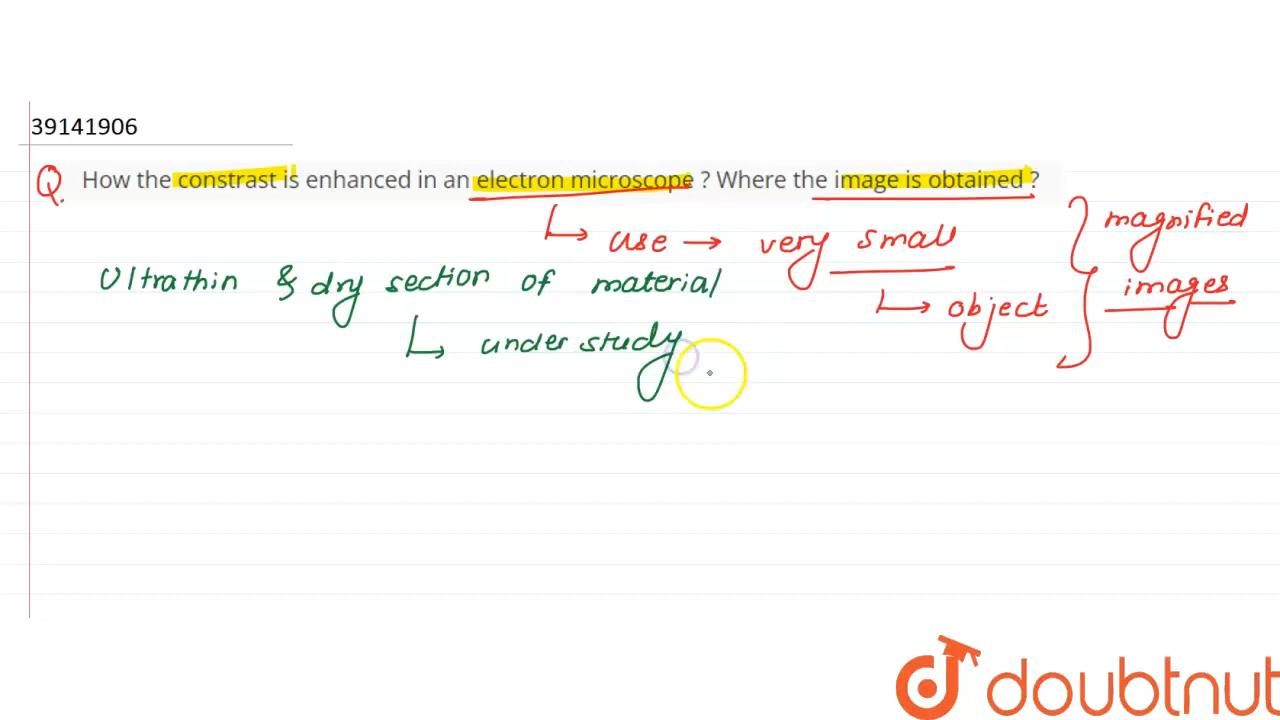 39141906
Q. How the constrast is enhanced in an electron microscope ? Where the image is obtained ?
↳ use → very small
magnified
Ultrathin & dry section of material
↳ object
images
↳ under study
doubtnut